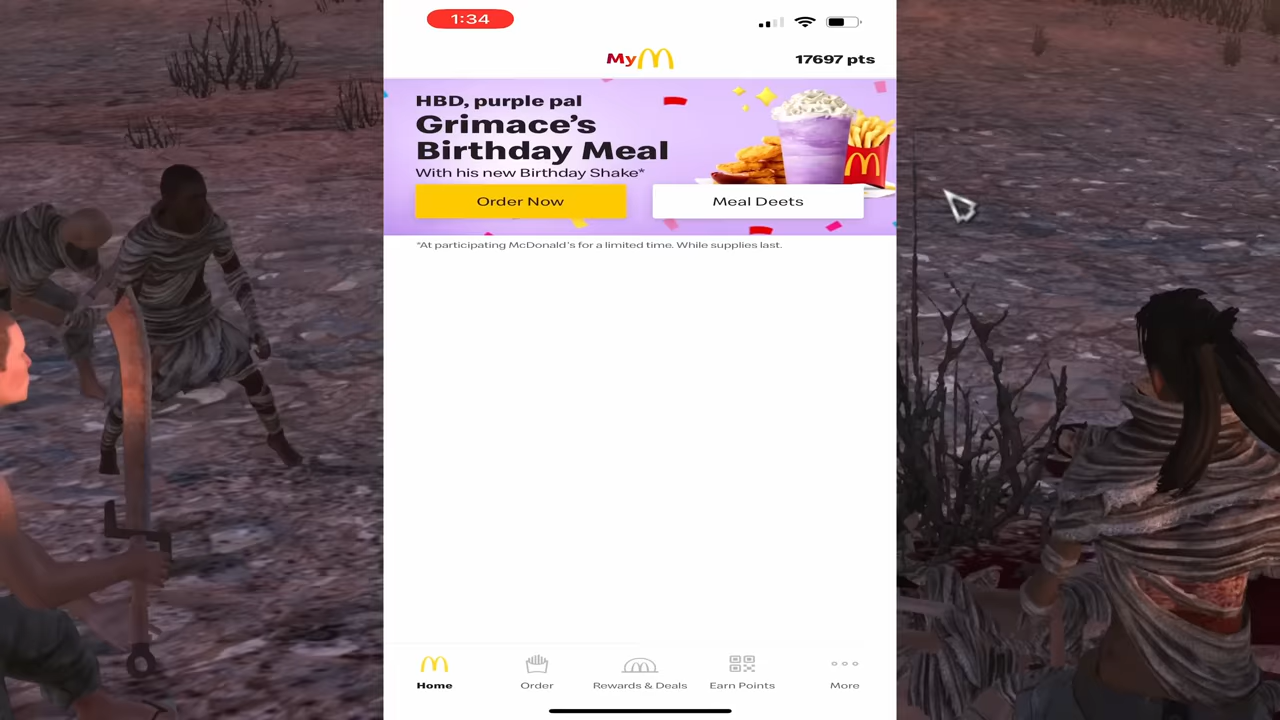 1:34
My
17697 pts
HBD, purple pal
Grimace's
Birthday Meal
With his new Birthday Shake*
Order Now
Meal Deets
*At participating McDonald's for a limited time. While supplies last.
Home
Order
Rewards & Deals
Earn Points
More